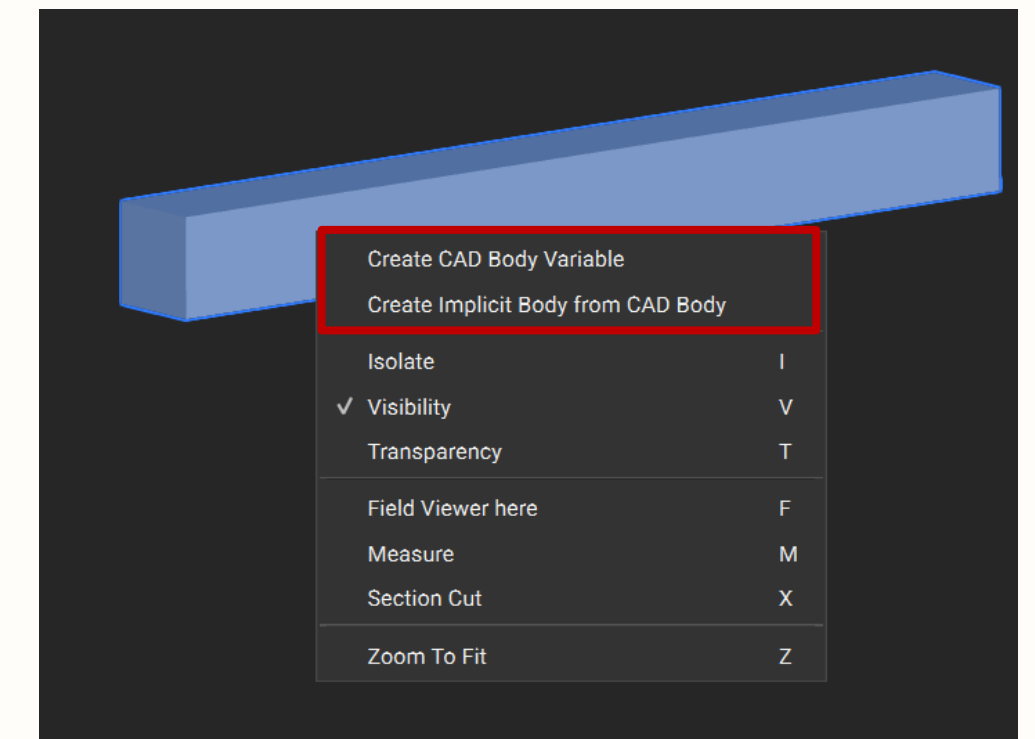 Create CAD Body Variable
Create Implicit Body from CAD Body
Isolate I
Visibility V
Transparency T
Field Viewer here F
Measure M
Section Cut X
Zoom To Fit Z